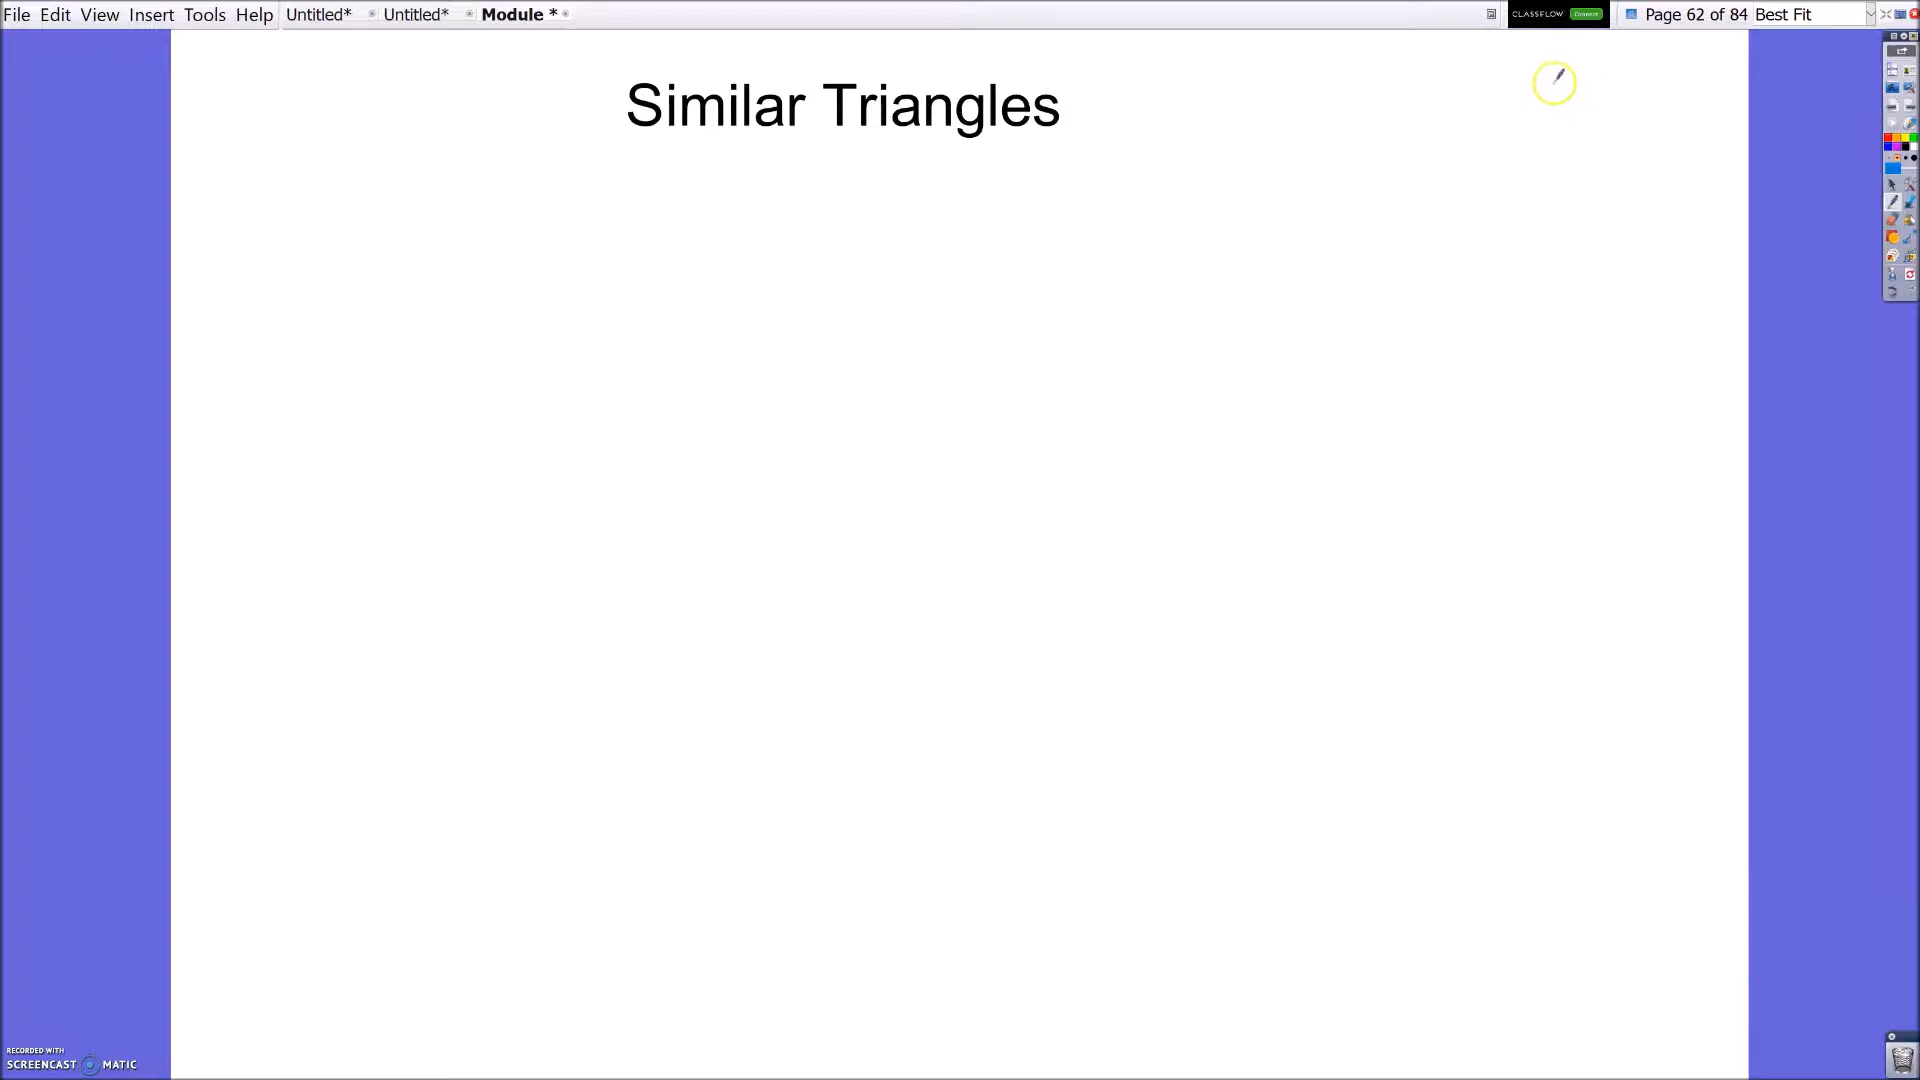 File Edit View Insert Tools Help Untitled* Untitled* Module * CLASSFLOW Connect Page 62 of 84 Best Fit
Similar Triangles
RECORDED WITH
SCREENCAST MATIC